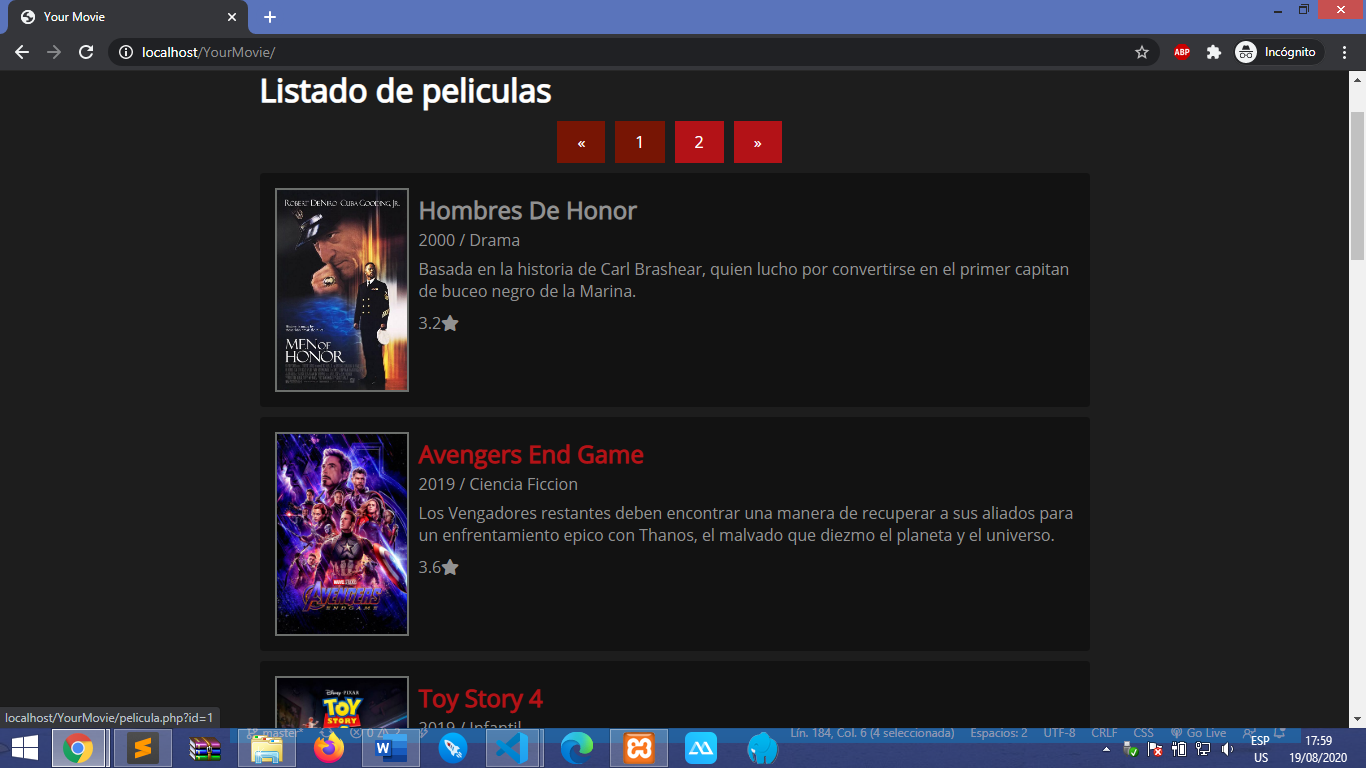 Your Movie
localhost/YourMovie/
ABP
Incógnito
Listado de peliculas
« 1 2 »
ROBERT DENIRO CUBA GOODING, JR.
MEN OF
HONOR
Hombres De Honor
2000 / Drama
Basada en la historia de Carl Brashear, quien lucho por convertirse en el primer capitan
de buceo negro de la Marina.
3.2
MARVEL STUDIOS
AVENGERS
ENDGAME
Avengers End Game
2019 / Ciencia Ficcion
Los Vengadores restantes deben encontrar una manera de recuperar a sus aliados para
un enfrentamiento epico con Thanos, el malvado que diezmo el planeta y el universo.
3.6
Disney PIXAR
TOY
STORY
Toy Story 4
2019 / Infantil
localhost/YourMovie/pelicula.php?id=1
master*
0
2
Lín. 184, Col. 6 (4 seleccionada)
Espacios: 2
UTF-8
CRLF
CSS
Go Live
ESP
US
17:59
19/08/2020